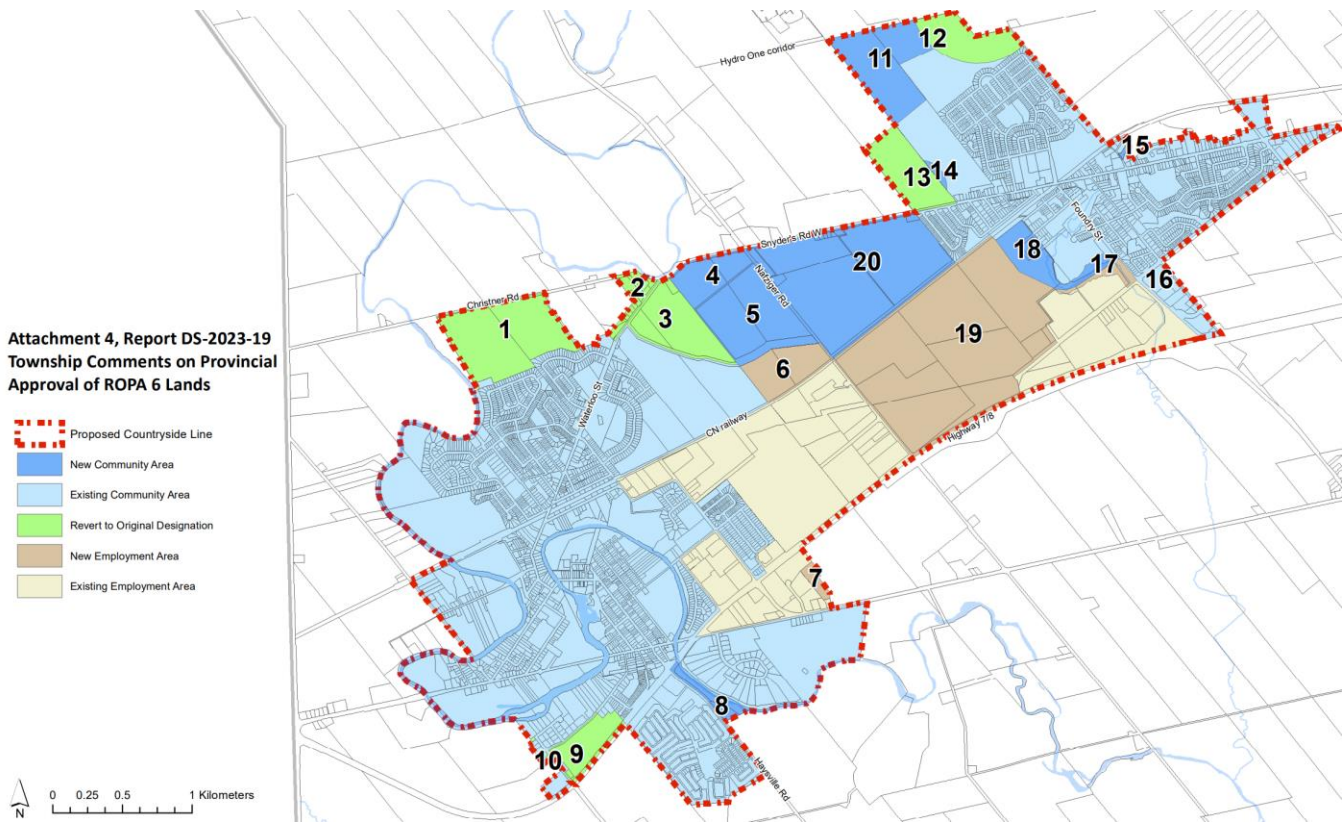 Hydro One coridor
11
12
15
13
14
Foundry St
Snyder's Rd W
18
17
16
4
Nafziger Rd
20
2
Christner Rd
1
3
5
19
6
Waterloo St
CN railway
Highway 7/8
7
8
10
9
Haysville Rd
Attachment 4, Report DS-2023-19
Township Comments on Provincial
Approval of ROPA 6 Lands
Proposed Countryside Line
New Community Area
Existing Community Area
Revert to Original Designation
New Employment Area
Existing Employment Area
N
0 0.25 0.5 1 Kilometers